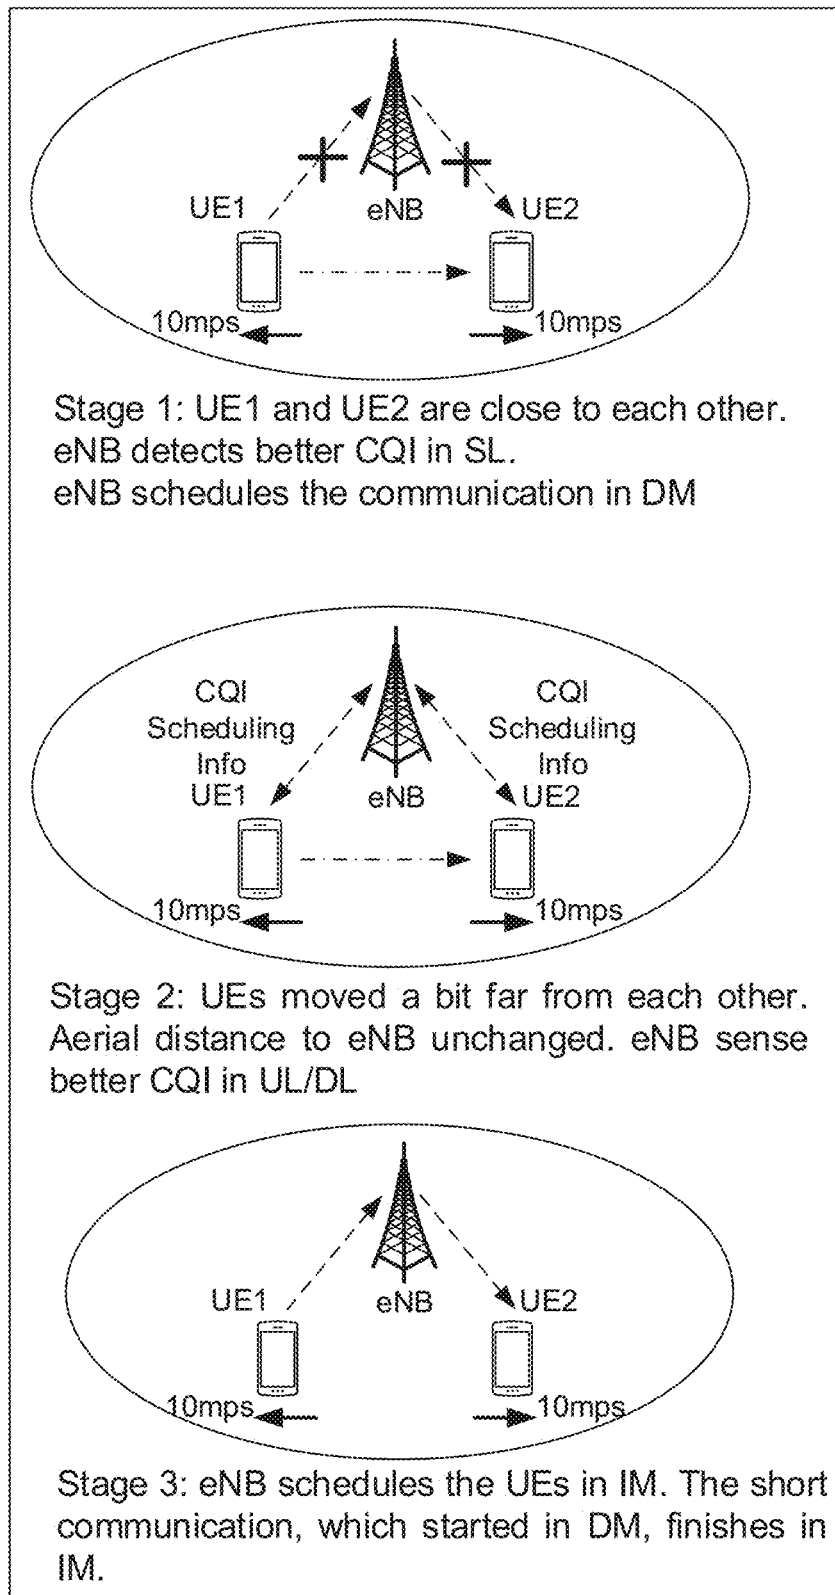 UE1
eNB
UE2
10mps
10mps
Stage 1: UE1 and UE2 are close to each other.
eNB detects better CQI in SL.
eNB schedules the communication in DM
CQI
Scheduling
Info
CQI
Scheduling
Info
UE1
eNB
UE2
10mps
10mps
Stage 2: UEs moved a bit far from each other.
Aerial distance to eNB unchanged. eNB sense
better CQI in UL/DL
UE1
eNB
UE2
10mps
10mps
Stage 3: eNB schedules the UEs in IM. The short
communication, which started in DM, finishes in
IM.